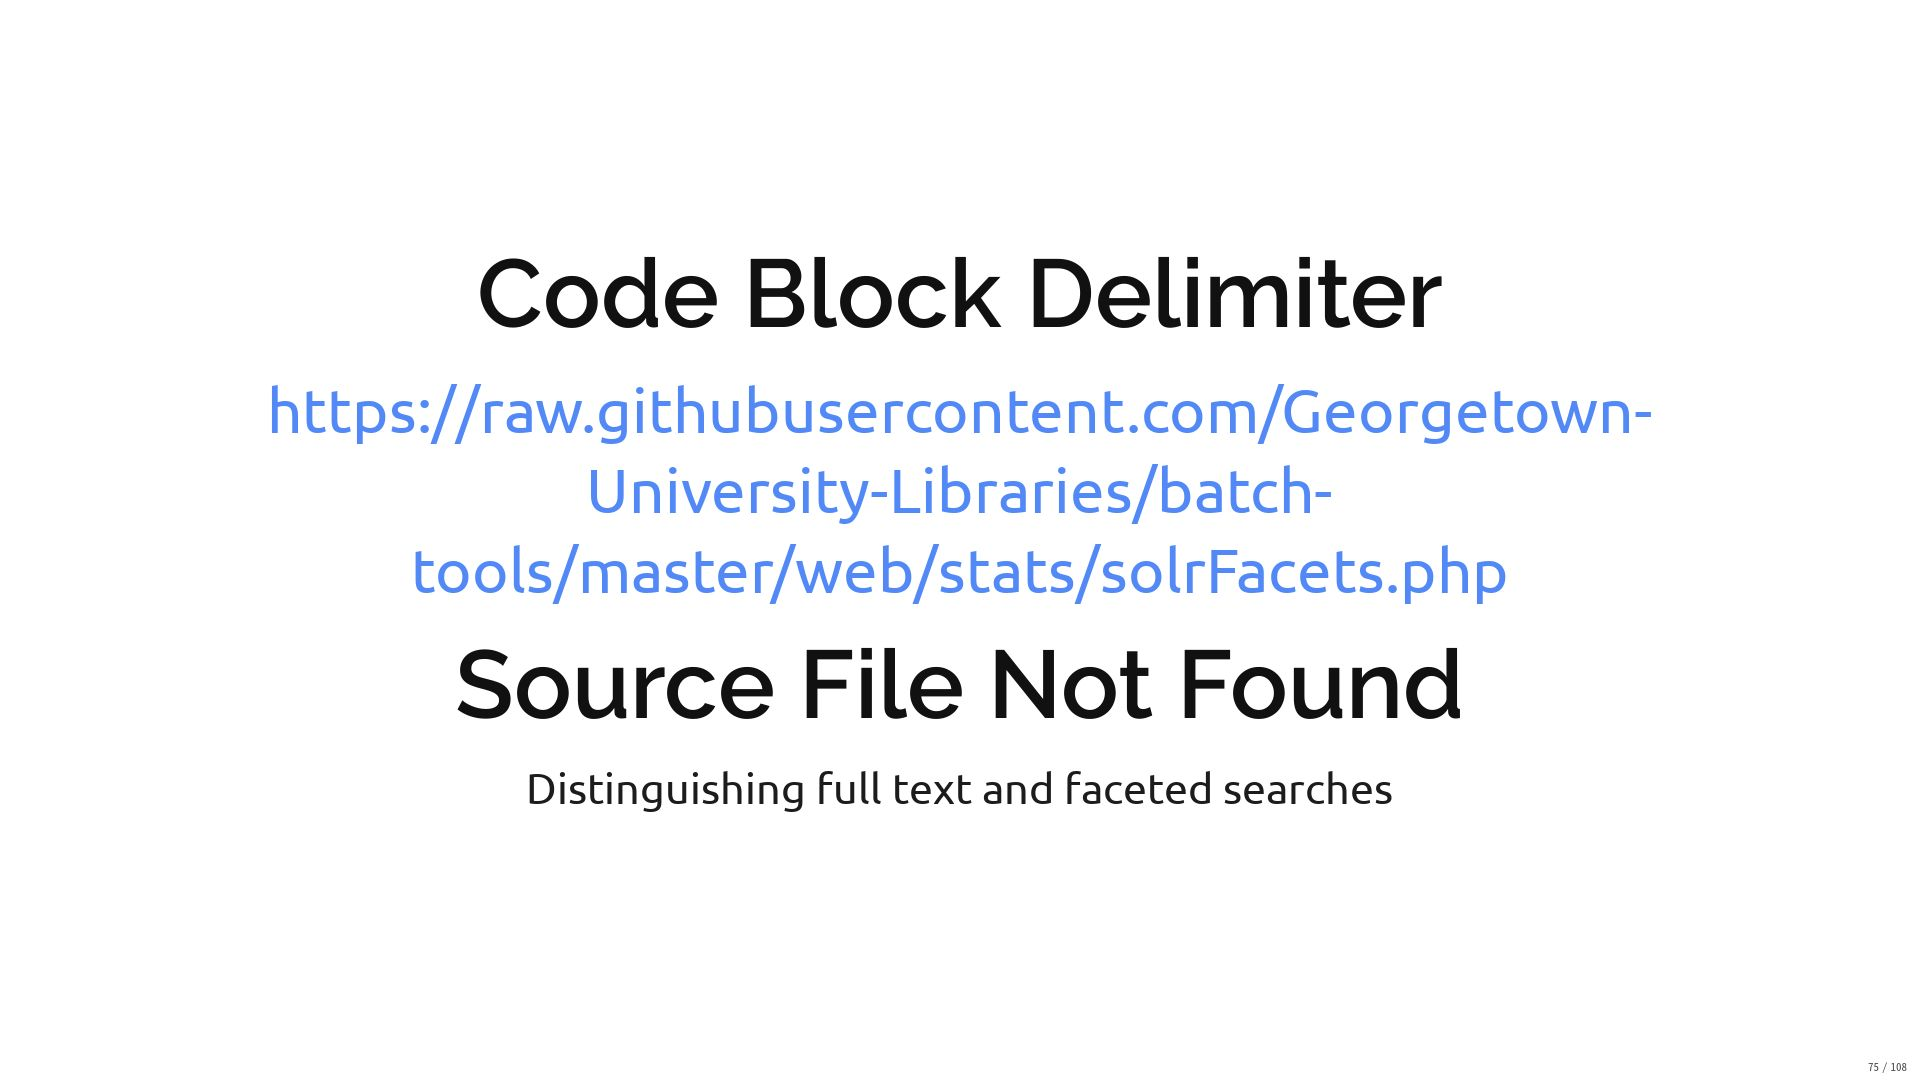 Code Block Delimiter
https://raw.githubusercontent.com/Georgetown-
University-Libraries/batch-
tools/master/web/stats/solrFacets.php
Source File Not Found
Distinguishing full text and faceted searches
75 / 108